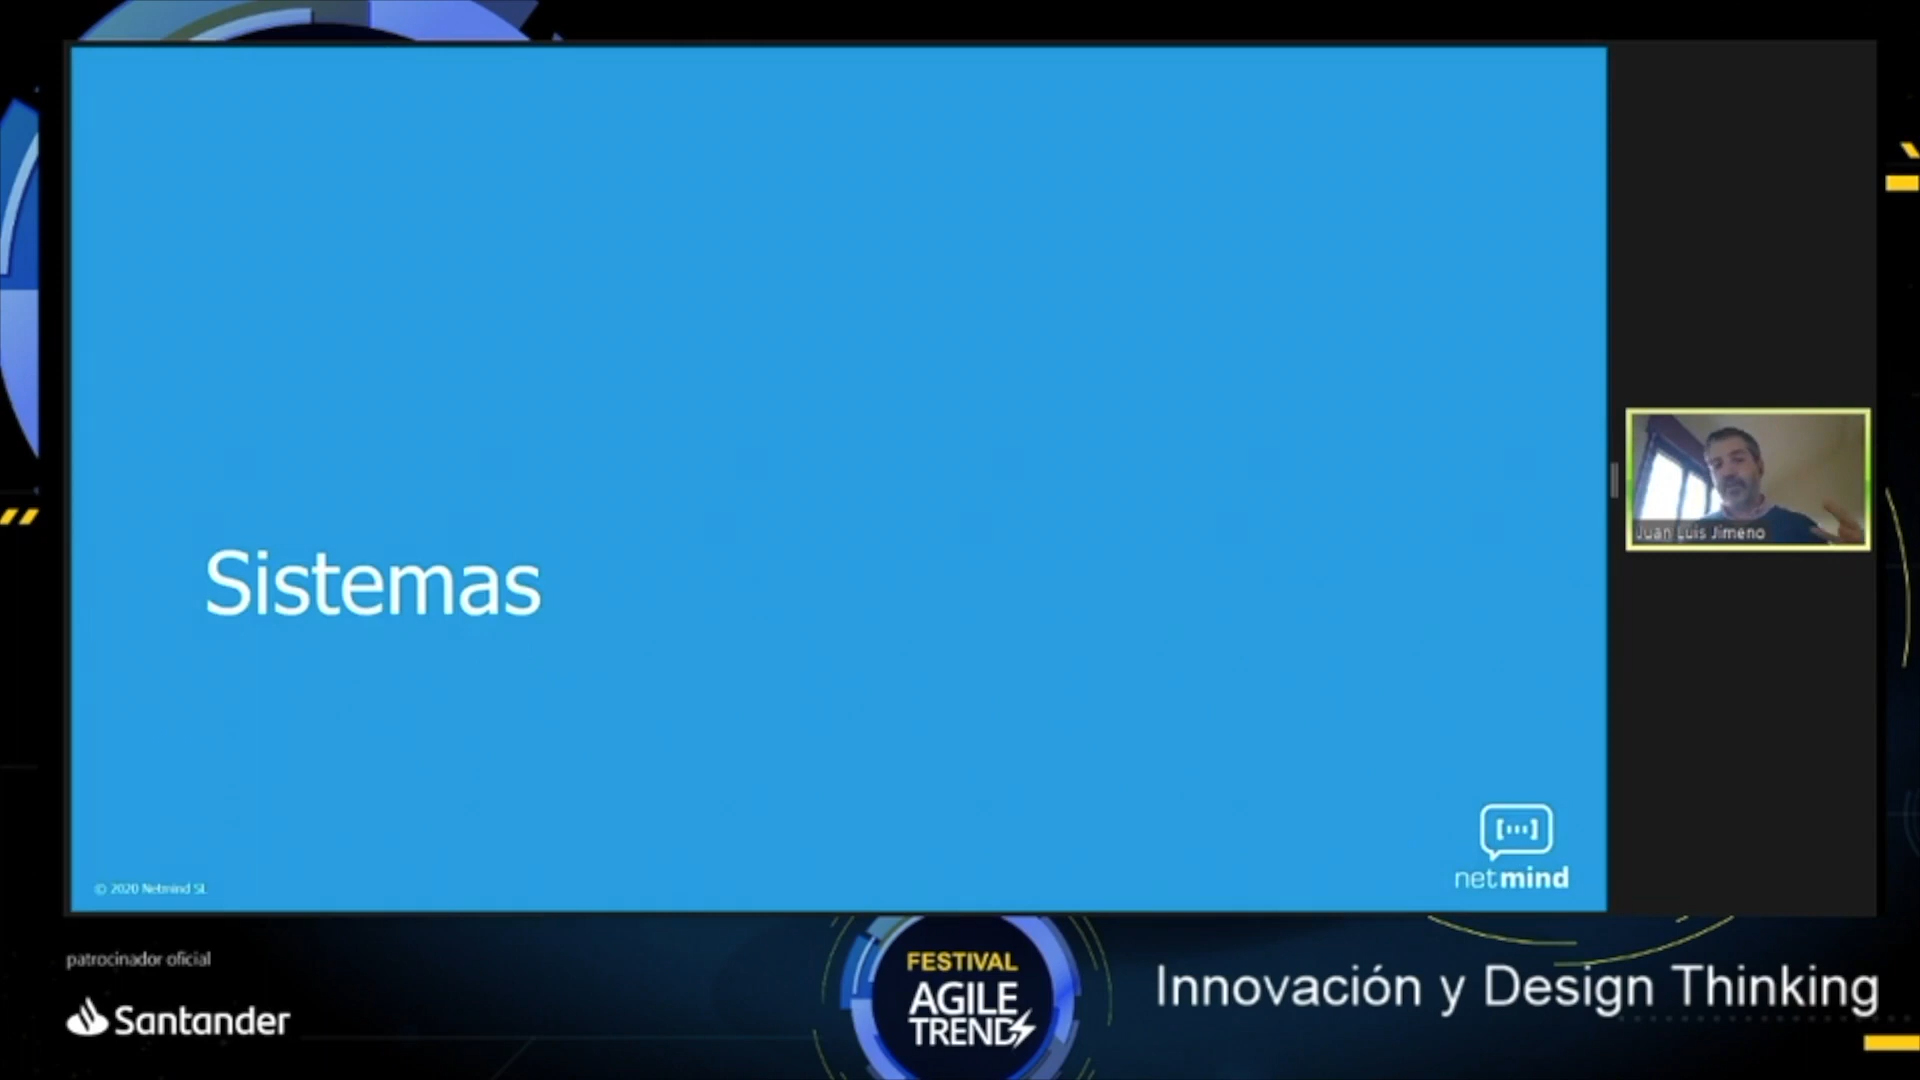 Sistemas
Juan Luis Jimeno
[···]
netmind
© 2020 Netmind SL
patrocinador oficial
Santander
FESTIVAL
AGILE
TRENDS
Innovación y Design Thinking